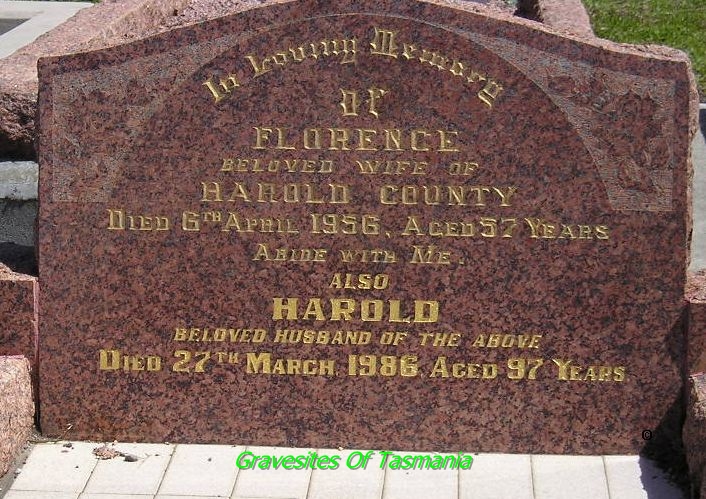 In Loving Memory
of
FLORENCE
BELOVED WIFE OF
HAROLD COUNTY
DIED 6TH APRIL 1956, AGED 57 YEARS
ABIDE WITH ME.
ALSO
HAROLD
BELOVED HUSBAND OF THE ABOVE
DIED 27TH MARCH 1986, AGED 97 YEARS
Gravesites Of Tasmania